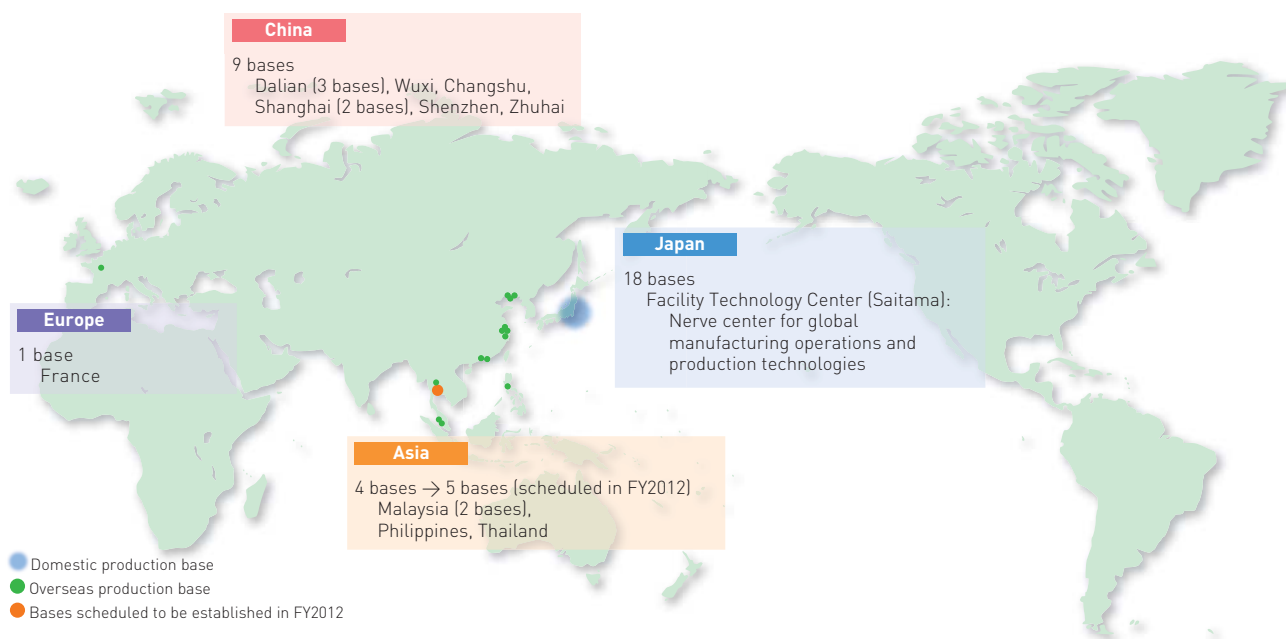 China
9 bases
Dalian (3 bases), Wuxi, Changshu,
Shanghai (2 bases), Shenzhen, Zhuhai
Japan
18 bases
Facility Technology Center (Saitama):
Nerve center for global
manufacturing operations and
production technologies
Europe
1 base
France
Asia
4 bases → 5 bases (scheduled in FY2012)
Malaysia (2 bases),
Philippines, Thailand
Domestic production base
Overseas production base
Bases scheduled to be established in FY2012